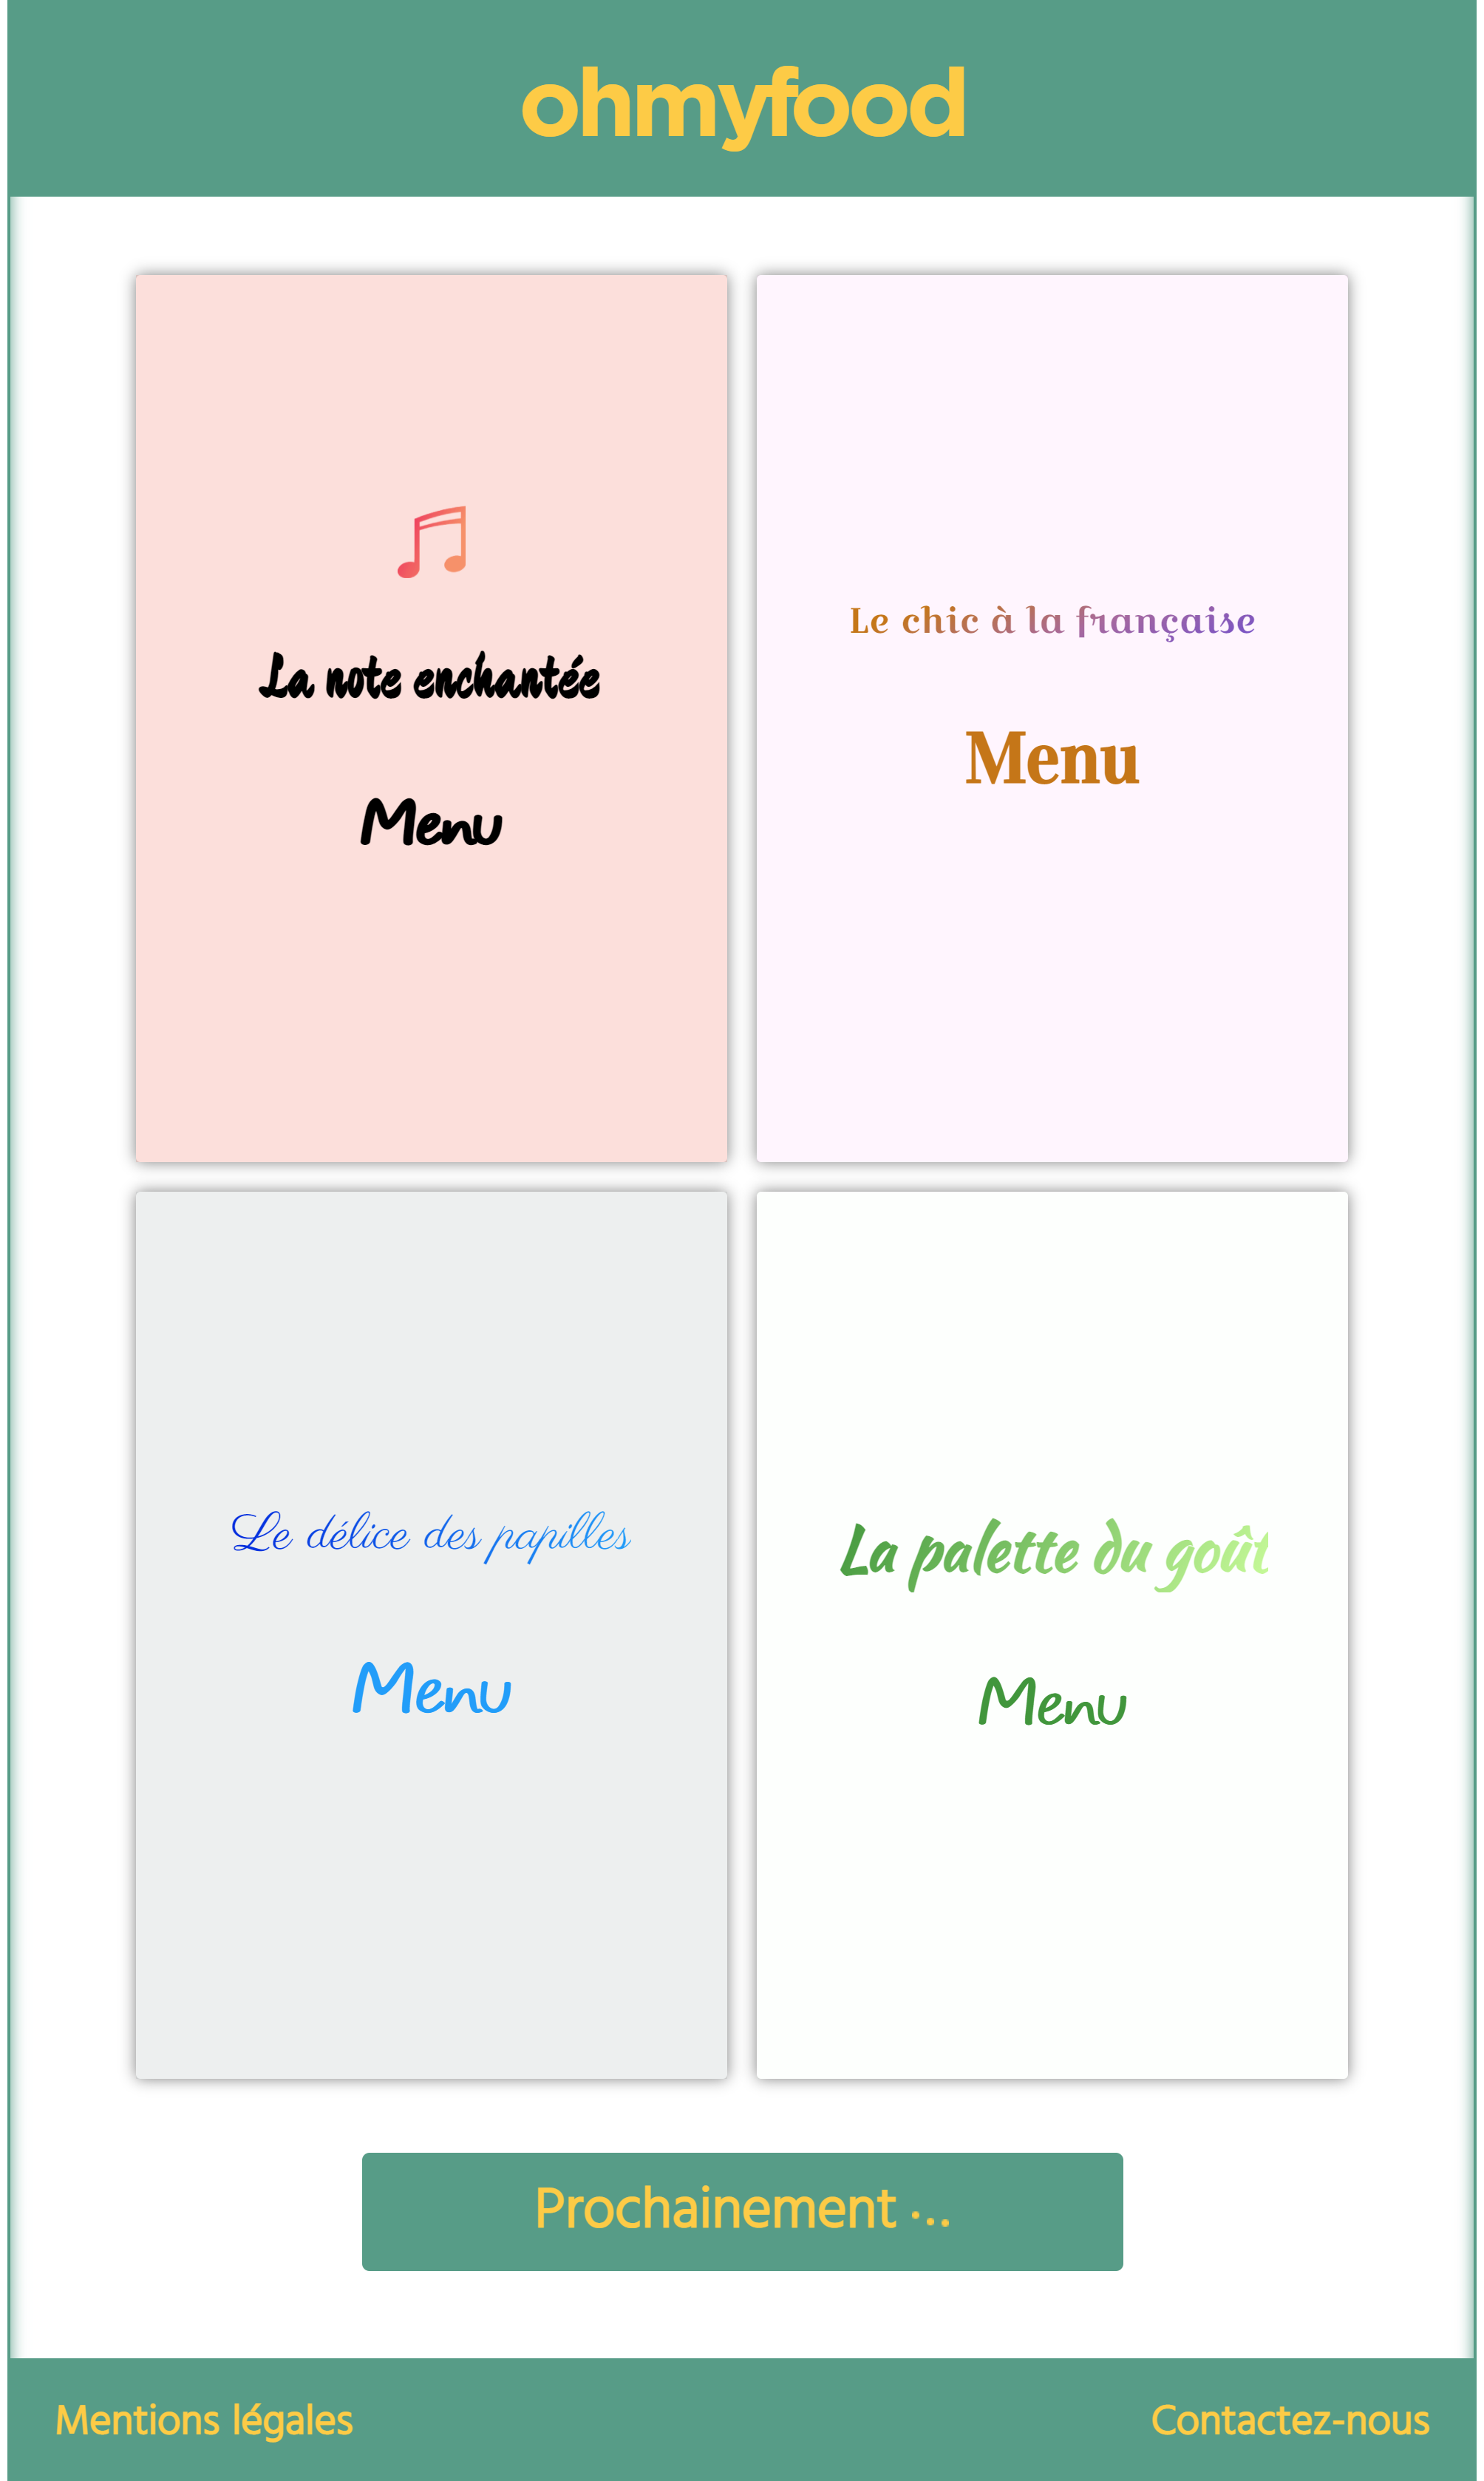 ohmyfood
La note enchantée
Menu
Le chic à la française
Menu
Le délice des papilles
Menu
La palette du goût
Menu
Prochainement ...
Mentions légales
Contactez-nous